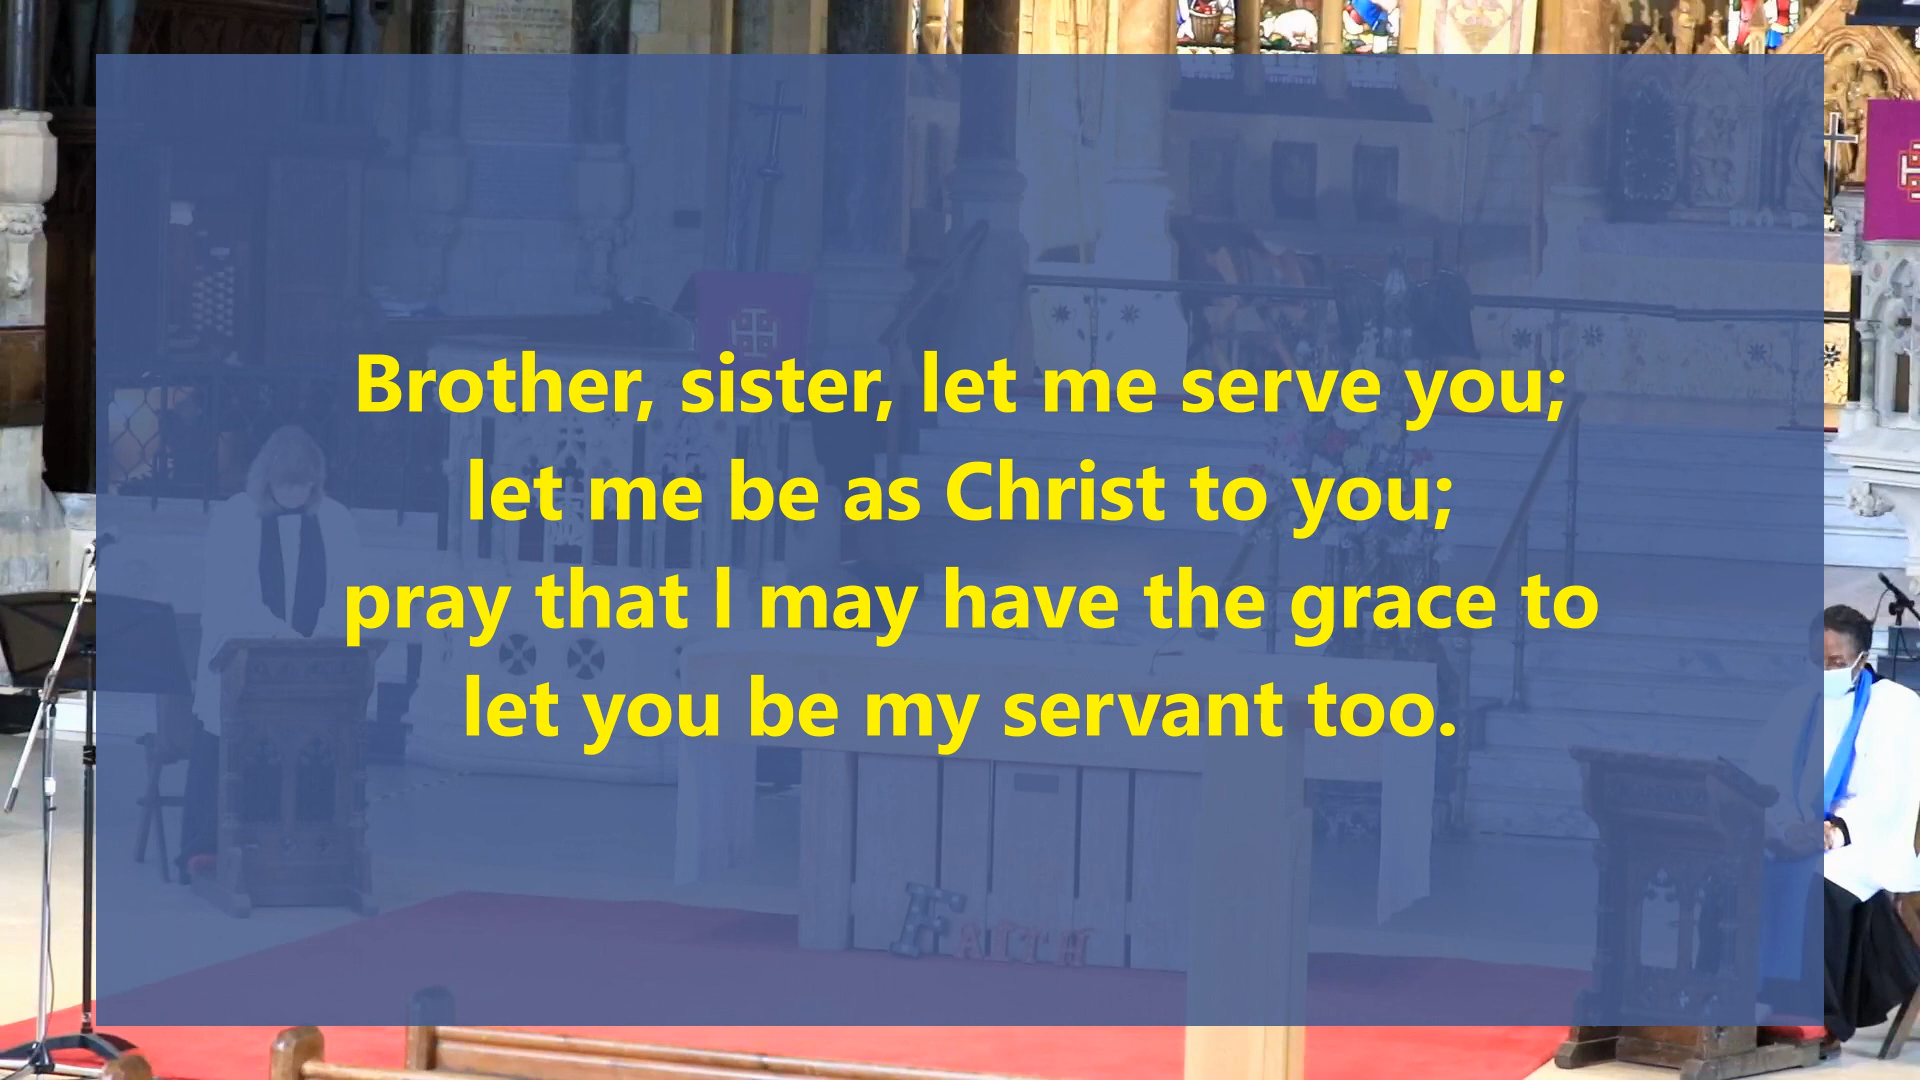 Brother, sister, let me serve you;
let me be as Christ to you;
pray that I may have the grace to
let you be my servant too.
FAITH